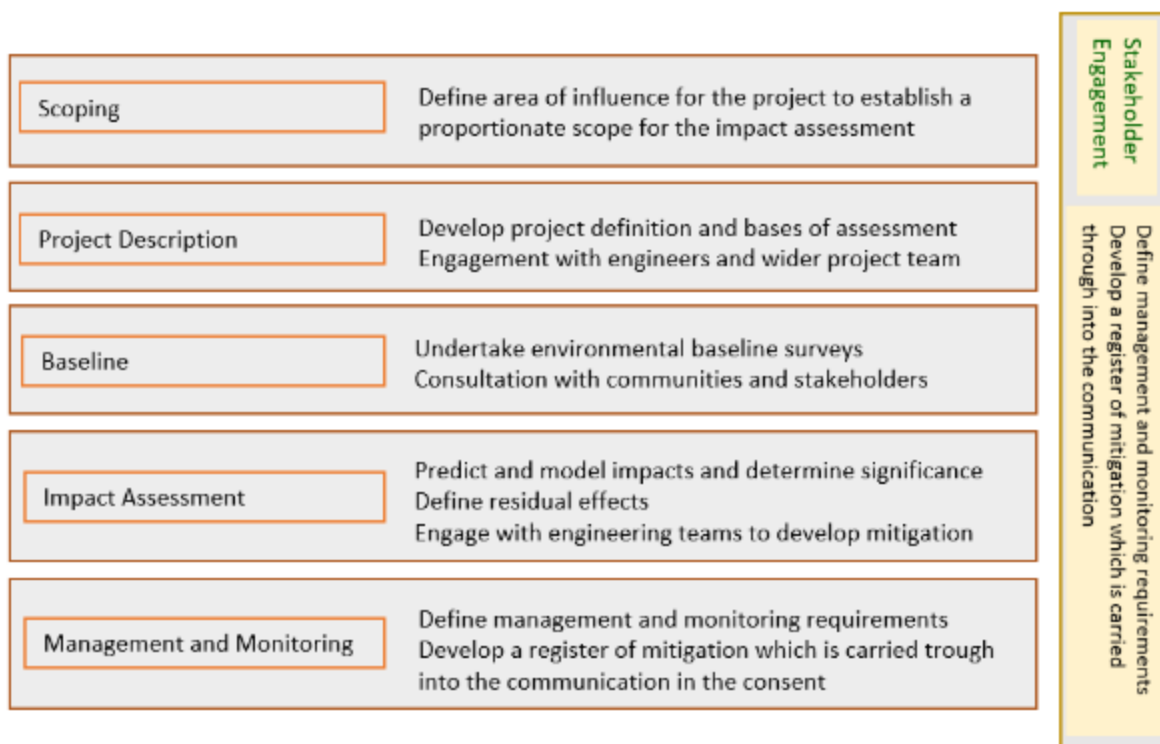 Scoping
Define area of influence for the project to establish a
proportionate scope for the impact assessment
Project Description
Develop project definition and bases of assessment
Engagement with engineers and wider project team
Baseline
Undertake environmental baseline surveys
Consultation with communities and stakeholders
Impact Assessment
Predict and model impacts and determine significance
Define residual effects
Engage with engineering teams to develop mitigation
Management and Monitoring
Define management and monitoring requirements
Develop a register of mitigation which is carried trough
into the communication in the consent
Stakeholder
Engagement
Define management and monitoring requirements
Develop a register of mitigation which is carried
through into the communication